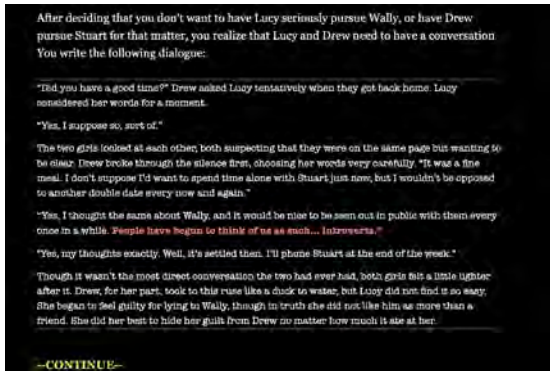 After deciding that you don't want to have Lucy seriously pursue Wally, or have Drew
pursue Stuart for that matter, you realize that Lucy and Drew need to have a conversation
You write the following dialogue:
"Did you have a good time?" Drew asked Lucy tentatively when they got back home. Lucy
considered her words for a moment.
"Yes, I suppose so, sort of."
The two girls looked at each other, both suspecting that they were on the same page but wanting to
be clear. Drew broke through the silence first, choosing her words very carefully. "It was a fine
meal. I don't suppose I'd want to spend time alone with Stuart just now, but I wouldn't be opposed
to another double date every now and again."
"Yes, I thought the same about Wally, and it would be nice to be seen out in public with them every
once in a while. People have begun to think of us as such... Introverts."
"Yes, my thoughts exactly. Well, it's settled then. I'll phone Stuart at the end of the week."
Though it wasn't the most direct conversation the two had ever had, both girls felt a little lighter
after it. Drew, for her part, took to this ruse like a duck to water, but Lucy did not find it so easy.
She began to feel guilty for lying to Wally, though in truth she did not like him as more than a
friend. She did her best to hide her guilt from Drew no matter how much it ate at her.
--CONTINUE--